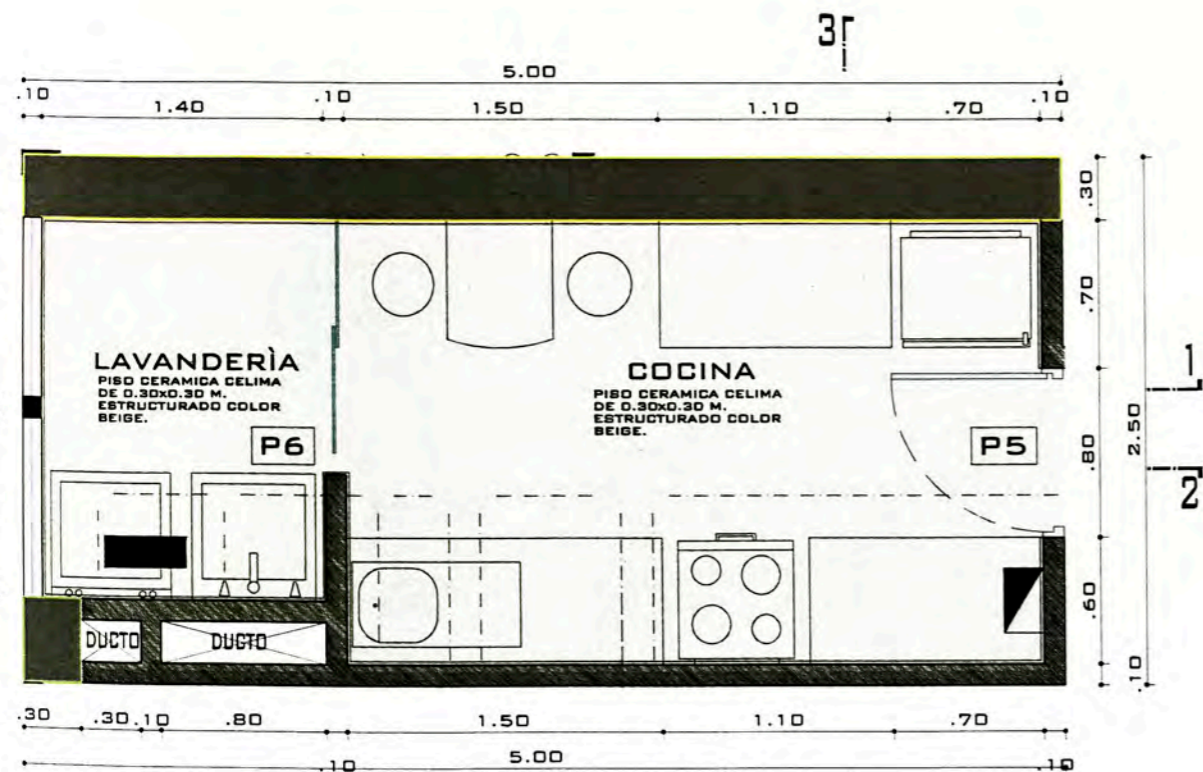 3
5.00
.10
1.40
.10
1.50
1.10
.70
.10
.30
.70
.80
2.50
.60
.10
1
2
LAVANDERÌA
PISO CERAMICA CELIMA
DE 0.30x0.30 M.
ESTRUCTURADO COLOR
BEIGE.
P6
COCINA
PISO CERAMICA CELIMA
DE 0.30x0.30 M.
ESTRUCTURADO COLOR
BEIGE.
P5
DUCTO
DUCTO
.30
.30
.10
.80
.10
1.50
1.10
.70
.10
5.00